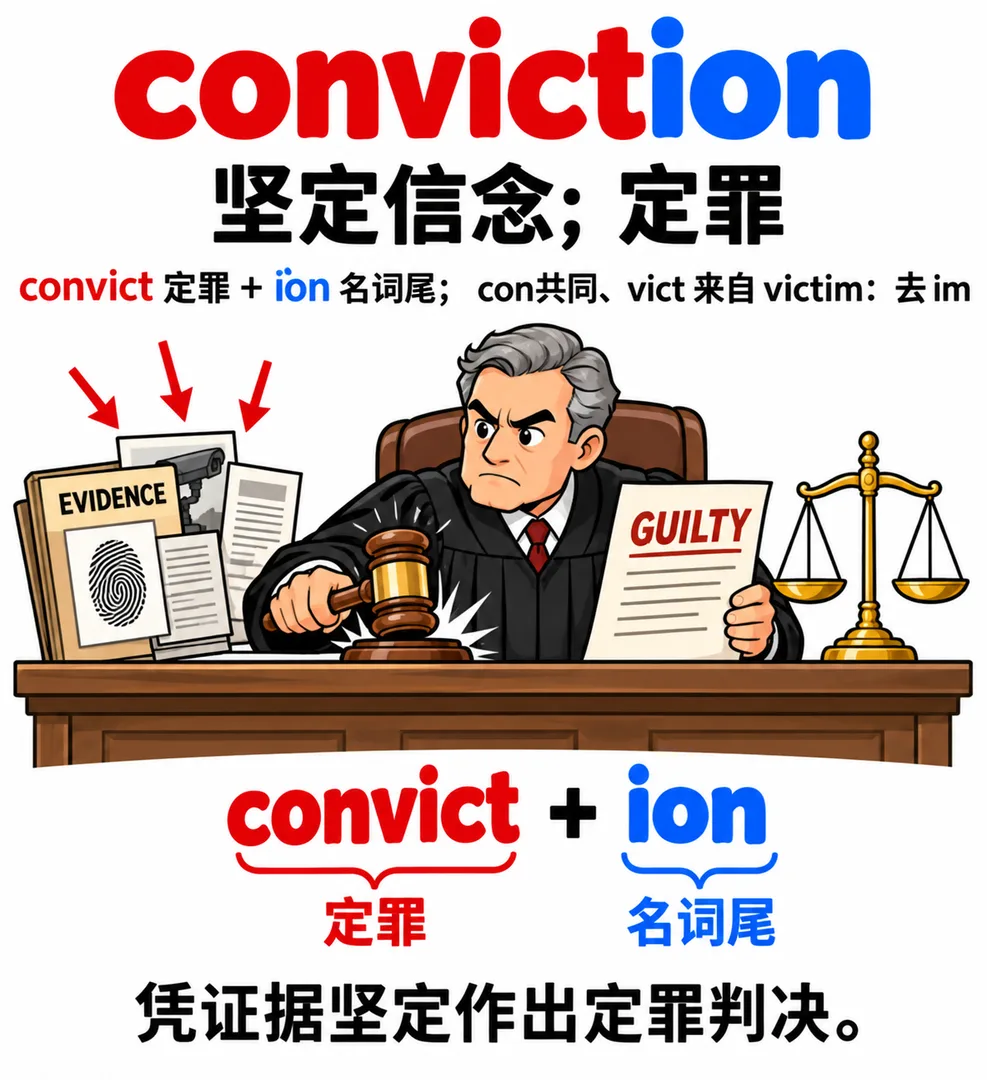 conviction
坚定信念；定罪
convict 定罪 + ion 名词尾； con共同、vict 来自 victim：去 im
EVIDENCE
GUILTY
convict + ion
定罪 名词尾
凭证据坚定作出定罪判决。